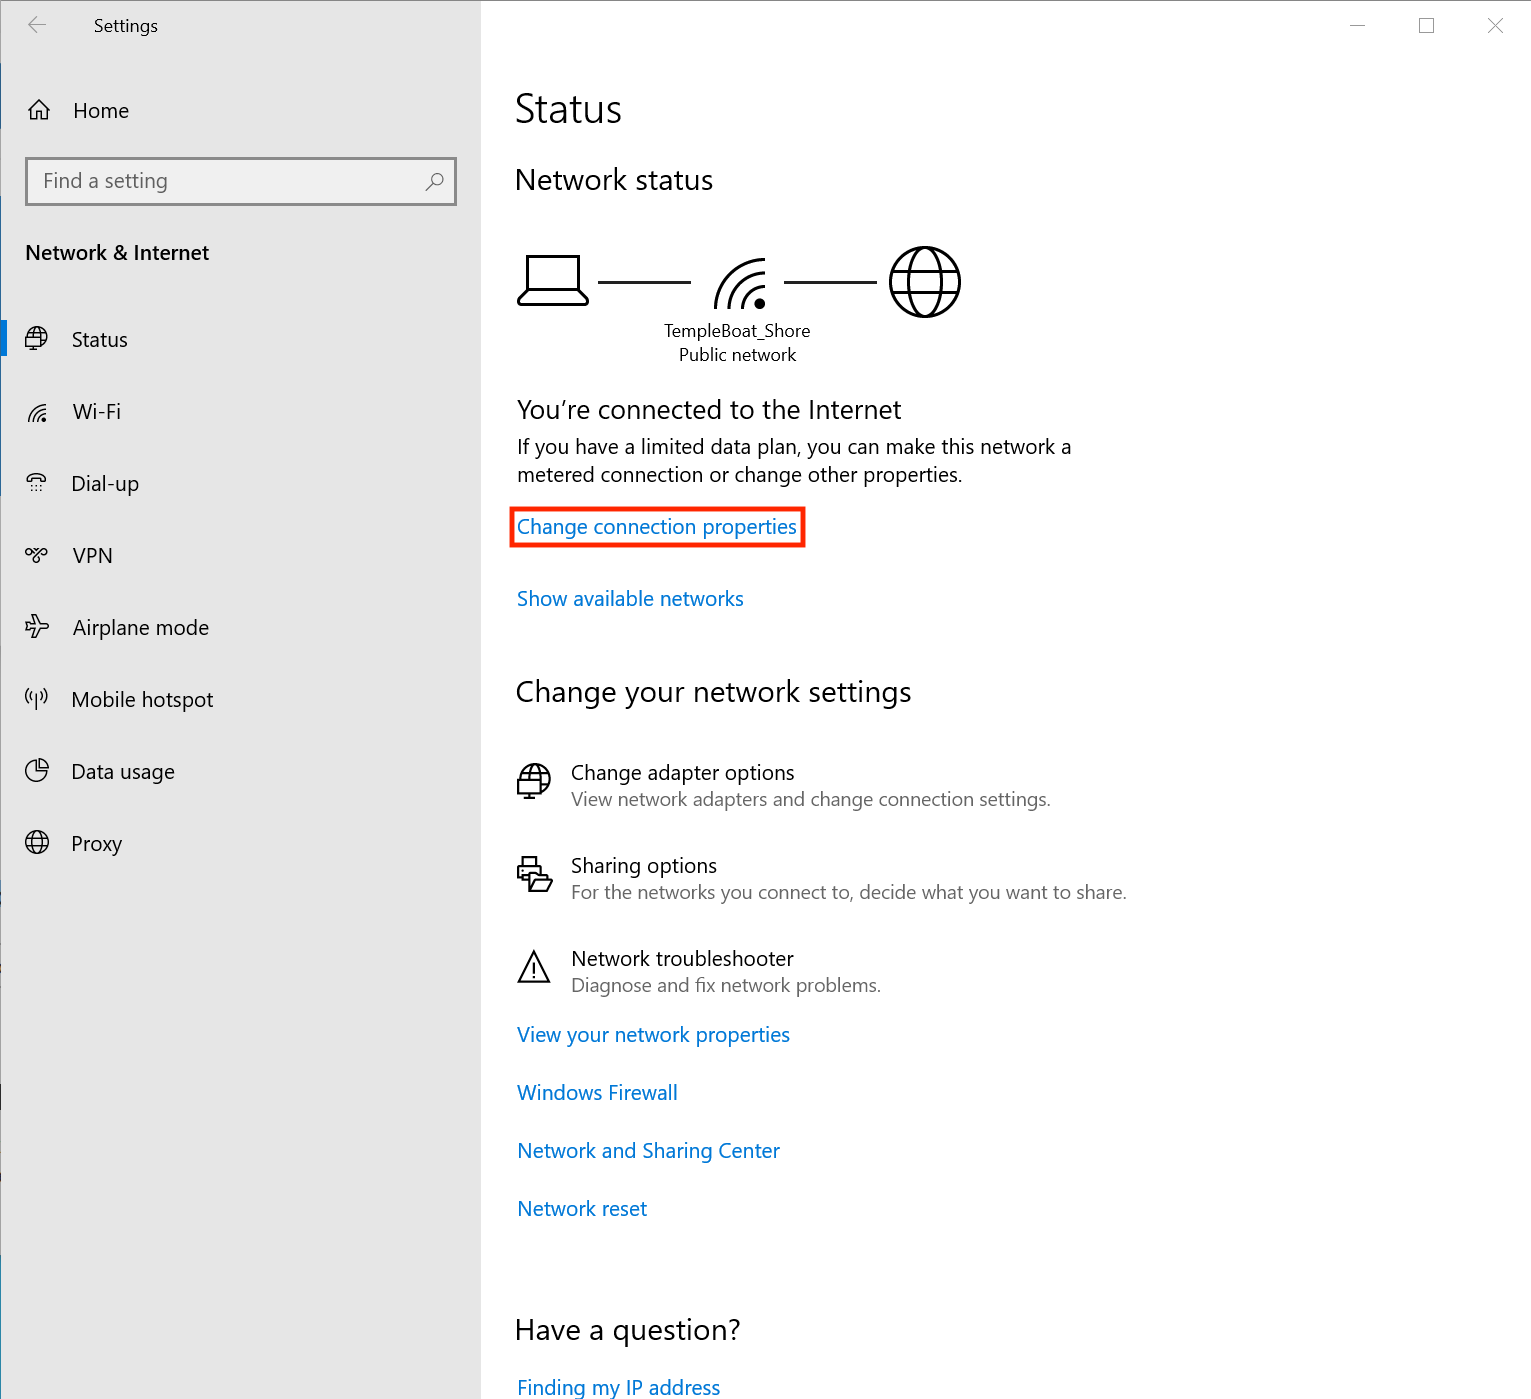 Settings
Home
Find a setting
Network & Internet
Status
Wi-Fi
Dial-up
VPN
Airplane mode
Mobile hotspot
Data usage
Proxy
Status
Network status
TempleBoat_Shore
Public network
You’re connected to the Internet
If you have a limited data plan, you can make this network a
metered connection or change other properties.
Change connection properties
Show available networks
Change your network settings
Change adapter options
View network adapters and change connection settings.
Sharing options
For the networks you connect to, decide what you want to share.
Network troubleshooter
Diagnose and fix network problems.
View your network properties
Windows Firewall
Network and Sharing Center
Network reset
Have a question?
Finding my IP address